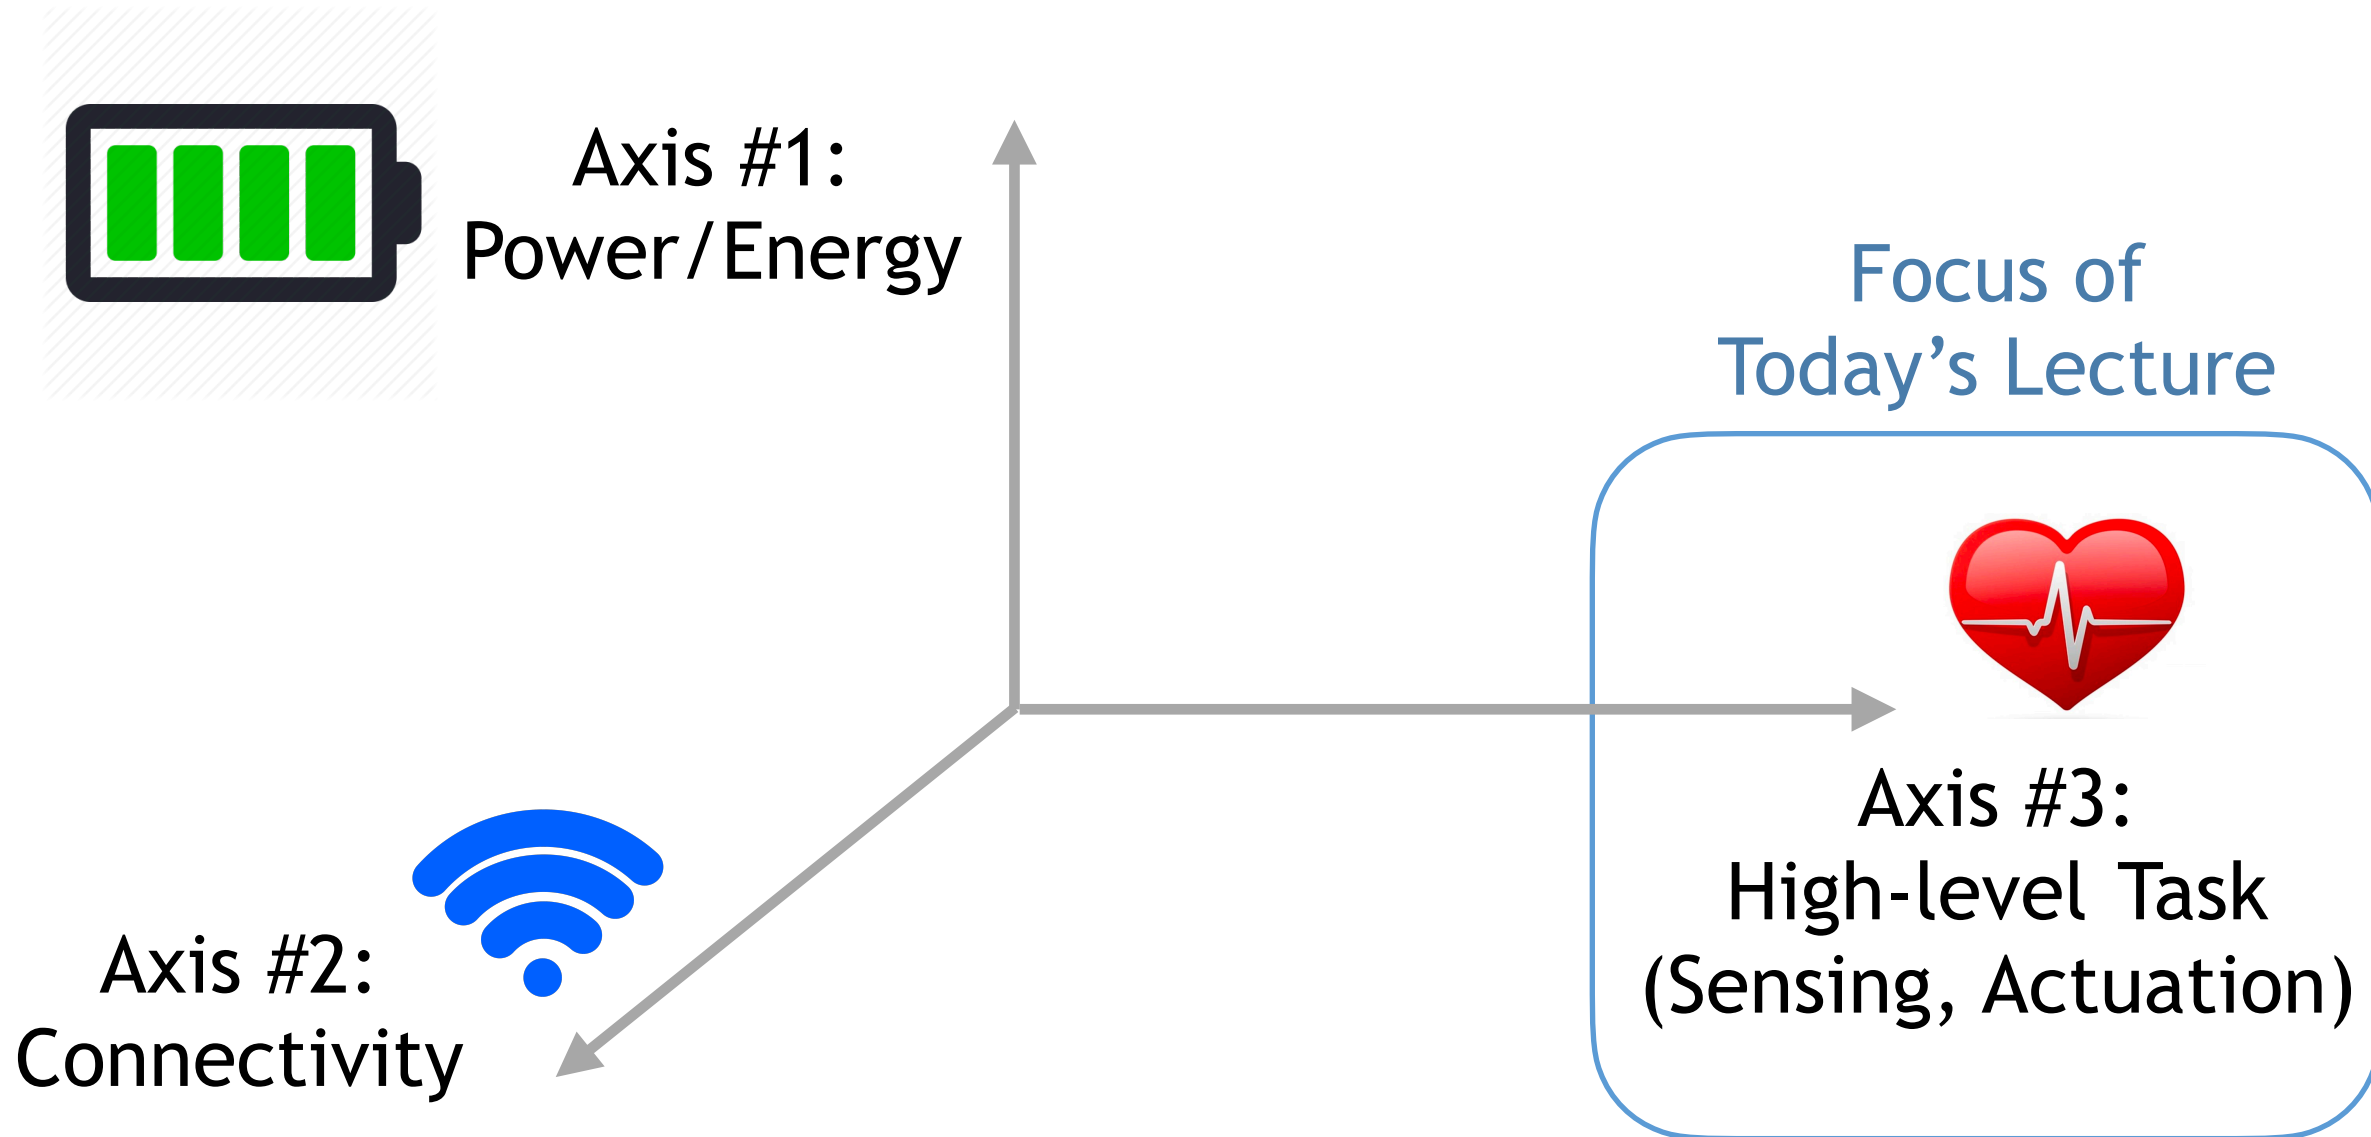 Axis #1:
Power/Energy
Focus of
Today’s Lecture
Axis #2:
Connectivity
Axis #3:
High-level Task
(Sensing, Actuation)